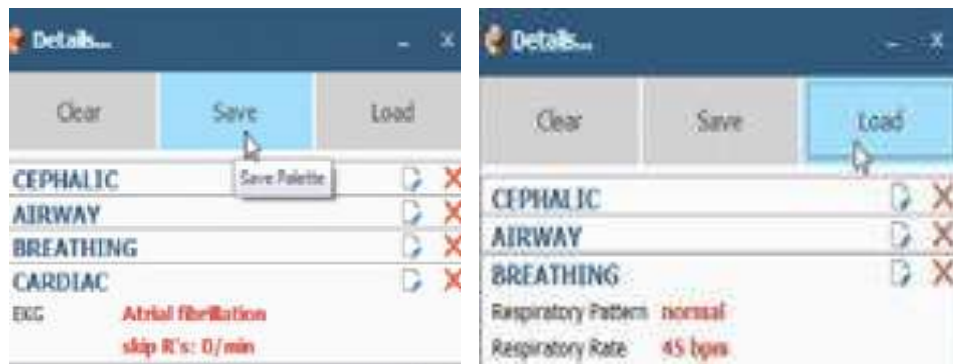 Details...
Clear Save Load
Save Palette
CEPHALIC
AIRWAY
BREATHING
CARDIAC
EKG Atrial fibrillation
skip R's: 0/min
Details...
Clear Save Load
CEPHALIC
AIRWAY
BREATHING
Respiratory Pattern normal
Respiratory Rate 45 bpm